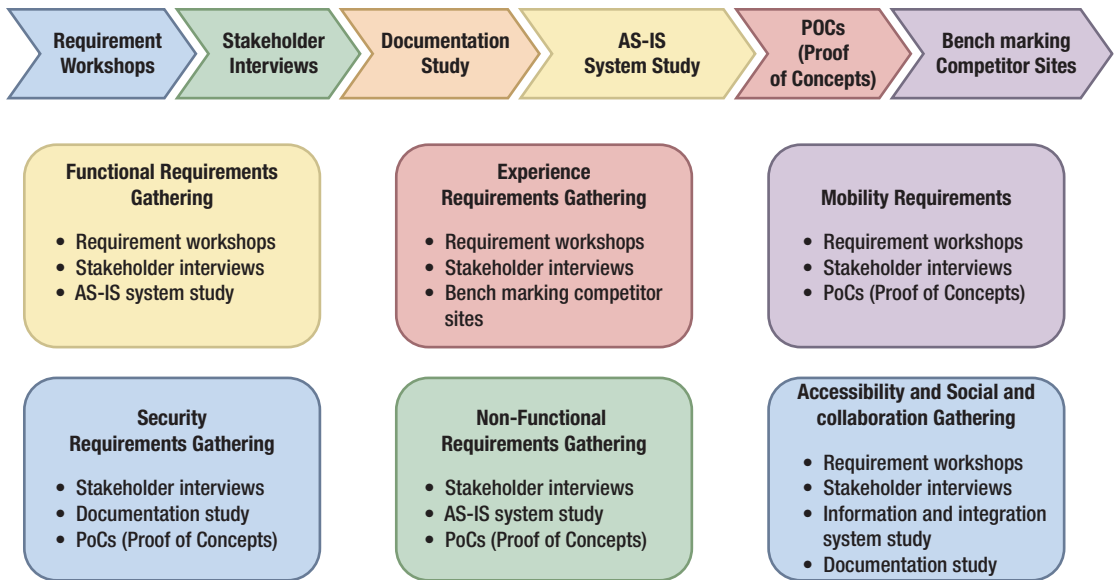 Requirement
Workshops
Stakeholder
Interviews
Documentation
Study
AS-IS
System Study
POCs
(Proof
of Concepts)
Bench marking
Competitor Sites
Functional Requirements
Gathering
• Requirement workshops
• Stakeholder interviews
• AS-IS system study
Experience
Requirements Gathering
• Requirement workshops
• Stakeholder interviews
• Bench marking competitor
sites
Mobility Requirements
• Requirement workshops
• Stakeholder interviews
• PoCs (Proof of Concepts)
Security
Requirements Gathering
• Stakeholder interviews
• Documentation study
• PoCs (Proof of Concepts)
Non-Functional
Requirements Gathering
• Stakeholder interviews
• AS-IS system study
• PoCs (Proof of Concepts)
Accessibility and Social and
collaboration Gathering
• Requirement workshops
• Stakeholder interviews
• Information and integration
system study
• Documentation study